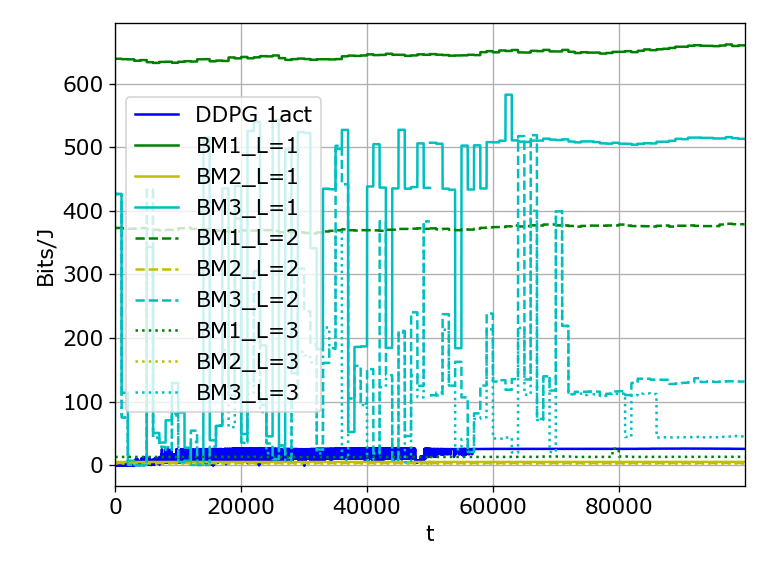 600
500
400
300
200
100
0
Bits/J
DDPG 1act
BM1_L=1
BM2_L=1
BM3_L=1
BM1_L=2
BM2_L=2
BM3_L=2
BM1_L=3
BM2_L=3
BM3_L=3
0 20000 40000 60000 80000
t